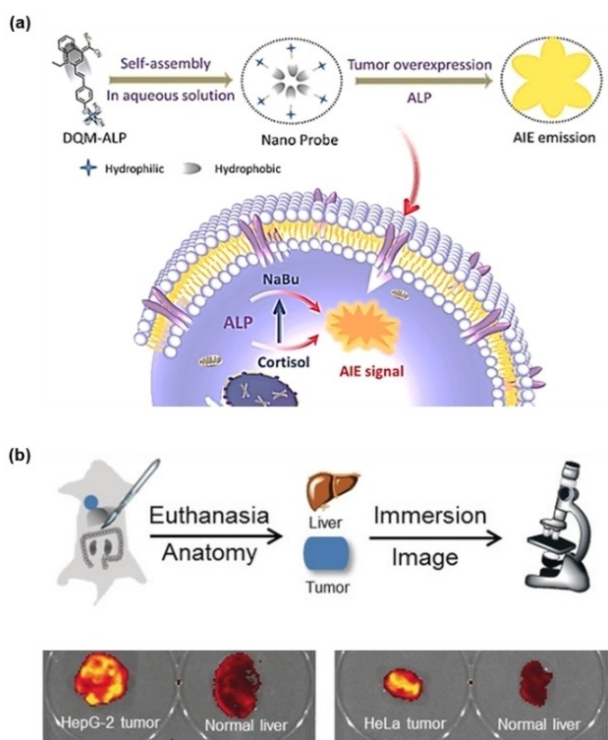 (a)
Self-assembly
In aqueous solution
Tumor overexpression
ALP
DQM-ALP
Nano Probe
AIE emission
Hydrophilic
Hydrophobic
NaBu
ALP
Cortisol
AIE signal
(b)
Euthanasia
Anatomy
Liver
Tumor
Immersion
Image
HepG-2 tumor
Normal liver
HeLa tumor
Normal liver